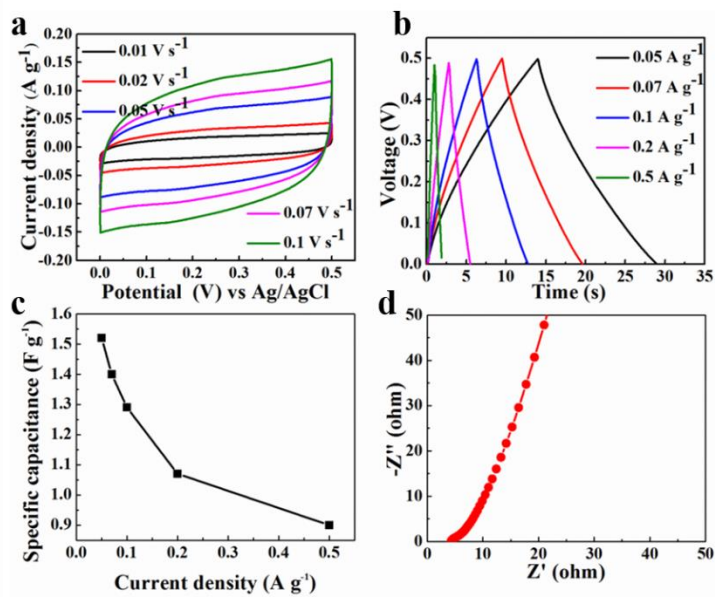 a
Current density (A g⁻¹)
0.20
0.15
0.10
0.05
0.00
-0.05
-0.10
-0.15
-0.20
0.01 V s⁻¹
0.02 V s⁻¹
0.05 V s⁻¹
0.07 V s⁻¹
0.1 V s⁻¹
0.0 0.1 0.2 0.3 0.4 0.5
Potential (V) vs Ag/AgCl
b
Voltage (V)
0.6
0.5
0.4
0.3
0.2
0.1
0.0
0.05 A g⁻¹
0.07 A g⁻¹
0.1 A g⁻¹
0.2 A g⁻¹
0.5 A g⁻¹
0 5 10 15 20 25 30 35
Time (s)
c
Specific capacitance (F g⁻¹)
1.6
1.5
1.4
1.3
1.2
1.1
1.0
0.9
0.0 0.1 0.2 0.3 0.4 0.5
Current density (A g⁻¹)
d
-Z" (ohm)
50
40
30
20
10
0
0 10 20 30 40 50
Z' (ohm)